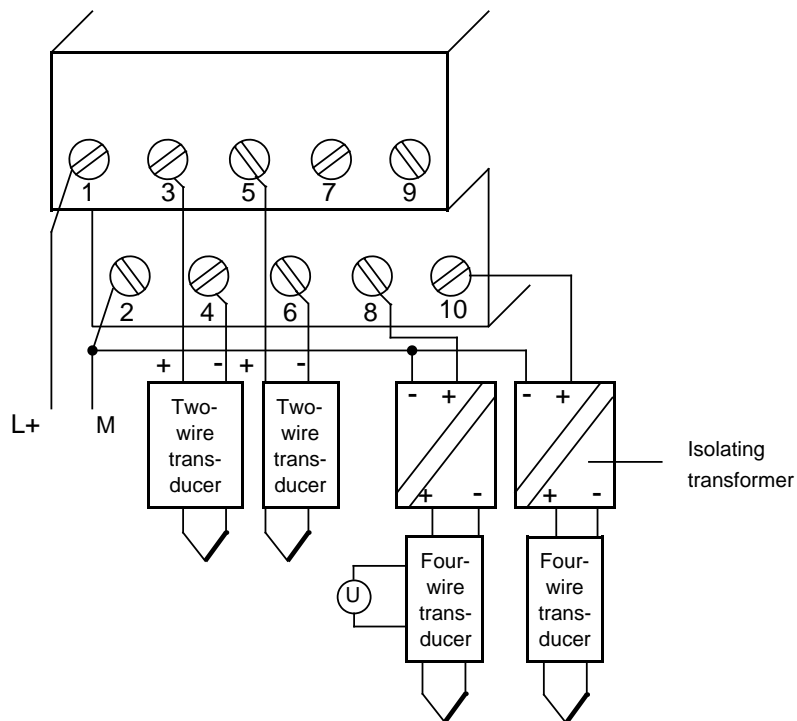 1 3 5 7 9
2 4 6 8 10
+ - + -
- + - +
L+ M
Two-
wire
trans-
ducer
Two-
wire
trans-
ducer
Isolating
transformer
+ - + -
U
Four-
wire
trans-
ducer
Four-
wire
trans-
ducer